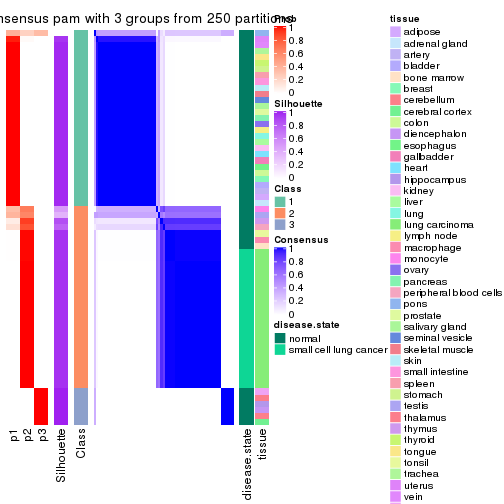 nsensus pam with 3 groups from 250 partitions
Prob
1
0.8
0.6
0.4
0.2
0
Silhouette
1
0.8
0.6
0.4
0.2
0
Class
1
2
3
Consensus
1
0.8
0.6
0.4
0.2
0
disease.state
normal
small cell lung cancer
tissue
adipose
adrenal gland
artery
bladder
bone marrow
breast
cerebellum
cerebral cortex
colon
diencephalon
esophagus
gallbadder
heart
hippocampus
kidney
liver
lung
lung carcinoma
lymph node
macrophage
monocyte
ovary
pancreas
peripheral blood cells
pons
prostate
salivary gland
seminal vesicle
skeletal muscle
skin
small intestine
spleen
stomach
testis
thalamus
thymus
thyroid
tongue
tonsil
trachea
uterus
vein
p1
p2
p3
Silhouette
Class
disease.state
tissue